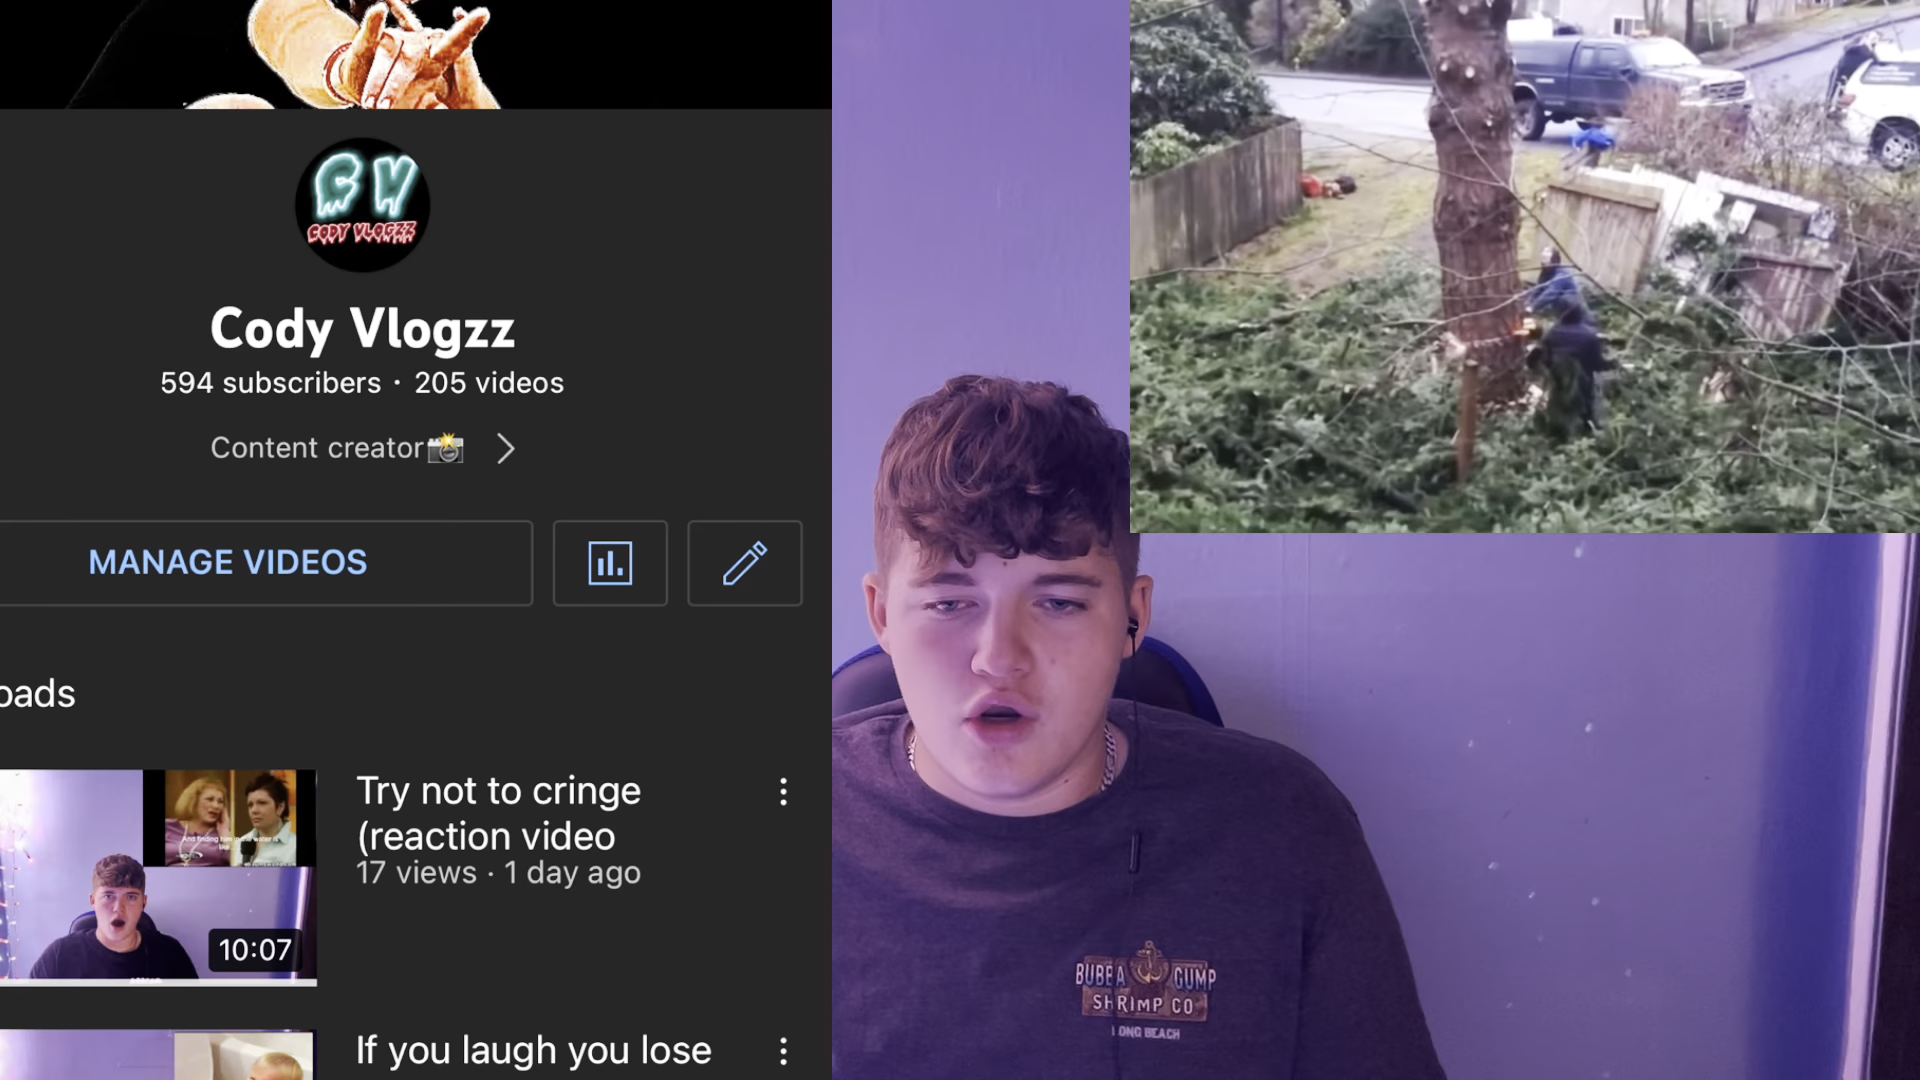 CV
CODY VLOGZZ
Cody Vlogzz
594 subscribers · 205 videos
Content creator📸 >
MANAGE VIDEOS
oads
Try not to cringe
(reaction video
17 views · 1 day ago
10:07
If you laugh you lose
BUBBA GUMP
SHRIMP CO
LONG BEACH